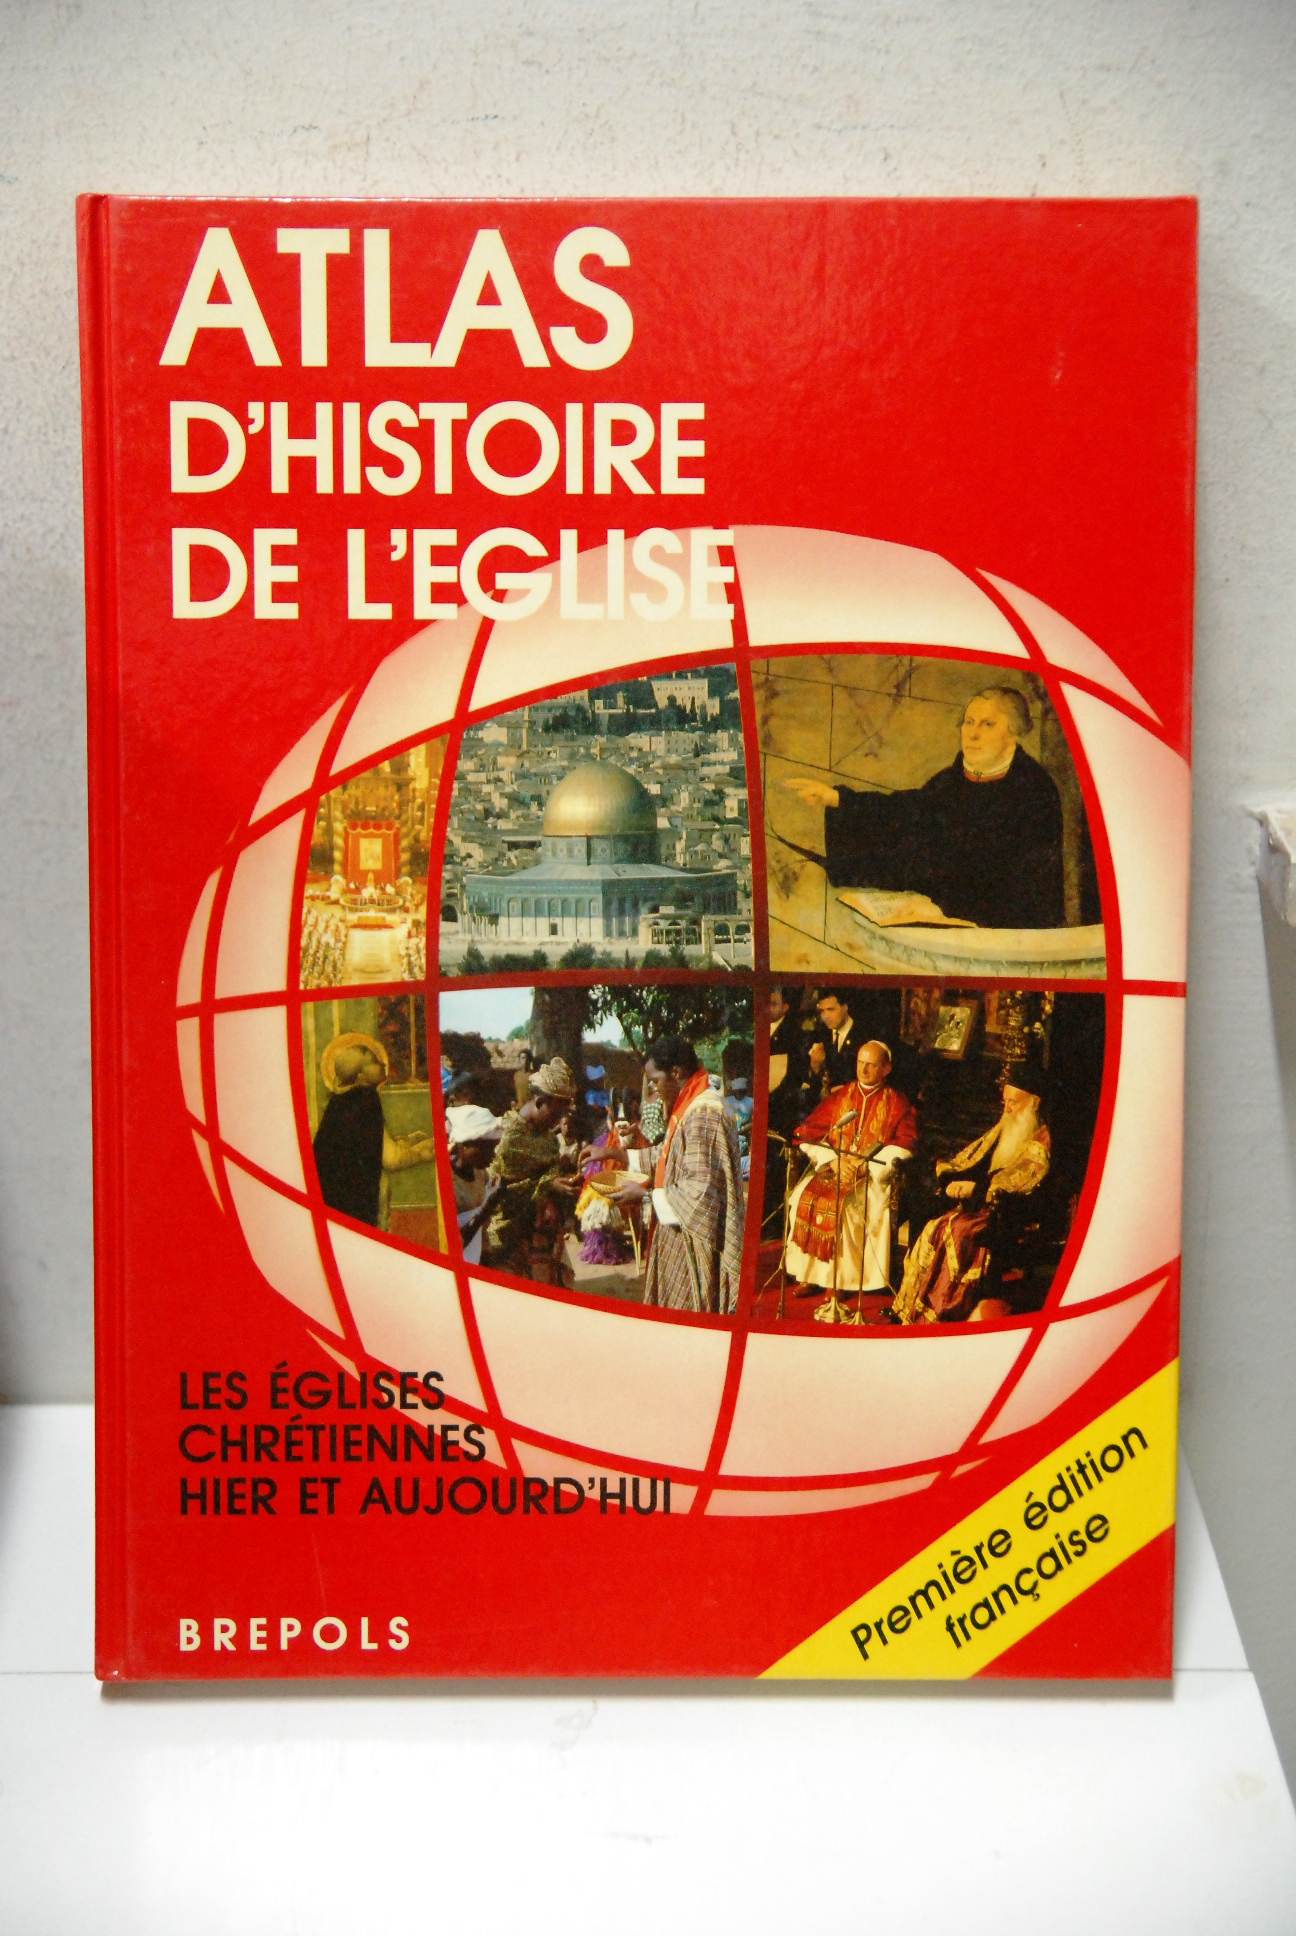 ATLAS
D'HISTOIRE
DE L'EGLISE
LES ÉGLISES
CHRÉTIENNES
HIER ET AUJOURD'HUI
BREPOLS
Première édition
française